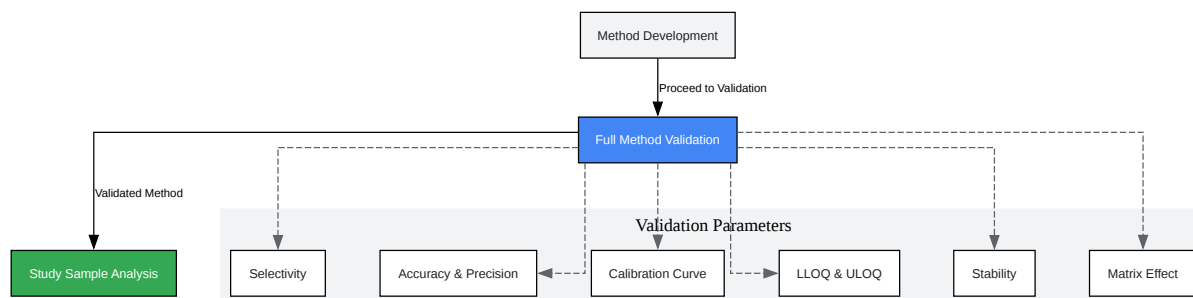 Method Development
Proceed to Validation
Full Method Validation
Validated Method
Validation Parameters
Study Sample Analysis
Selectivity
Accuracy & Precision
Calibration Curve
LLOQ & ULOQ
Stability
Matrix Effect